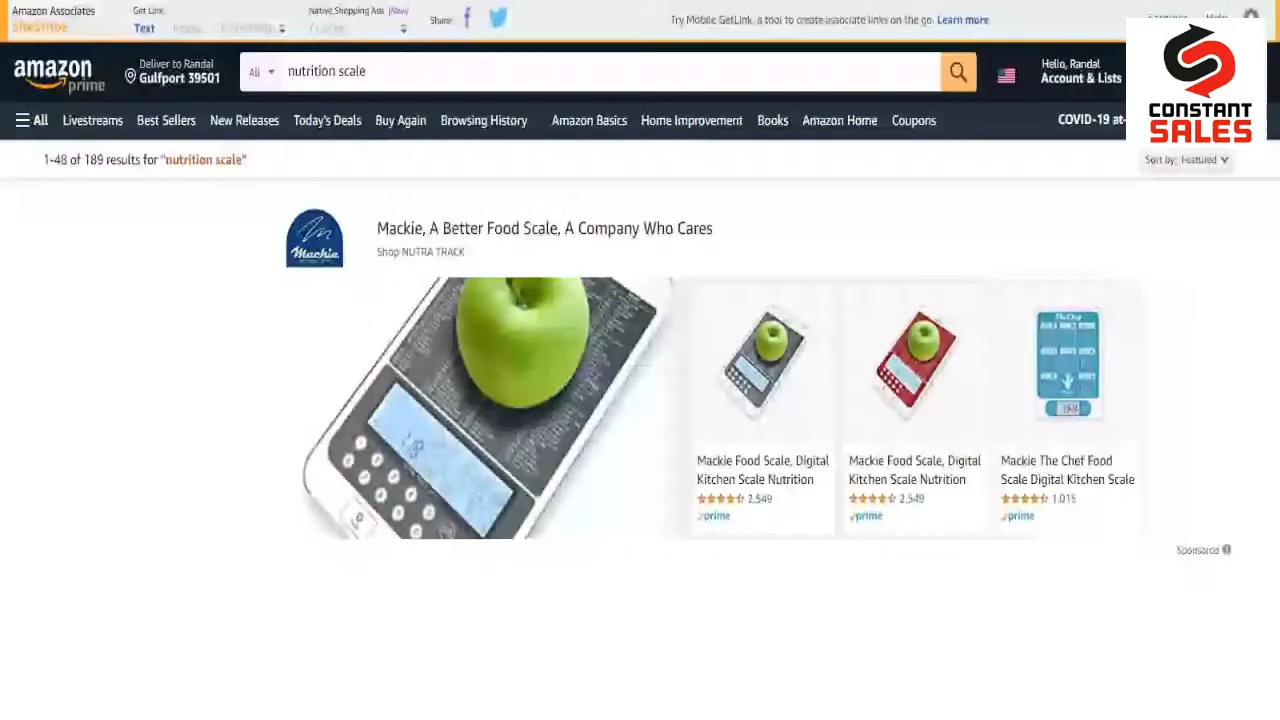 Amazon Associates
SiteStripe
Get Link:
Text
Native Shopping Ads (New)
Share:
Try Mobile GetLink, a tool to create associate links on the go. Learn more
Earnings
Help
amazon
prime
Deliver to Randal
Gulfport 39501
All
nutrition scale
Hello, Randal
Account & Lists
CONSTANT
SALES
All
Livestreams
Best Sellers
New Releases
Today's Deals
Buy Again
Browsing History
Amazon Basics
Home Improvement
Books
Amazon Home
Coupons
COVID-19 at-
1-48 of 189 results for "nutrition scale"
Sort by: Featured
Mackie
Mackie, A Better Food Scale, A Company Who Cares
Shop NUTRA TRACK
Mackie Food Scale, Digital
Kitchen Scale Nutrition
2,549
prime
Mackie Food Scale, Digital
Kitchen Scale Nutrition
2,549
prime
Mackie The Chef Food
Scale Digital Kitchen Scale
1,015
prime
Sponsored